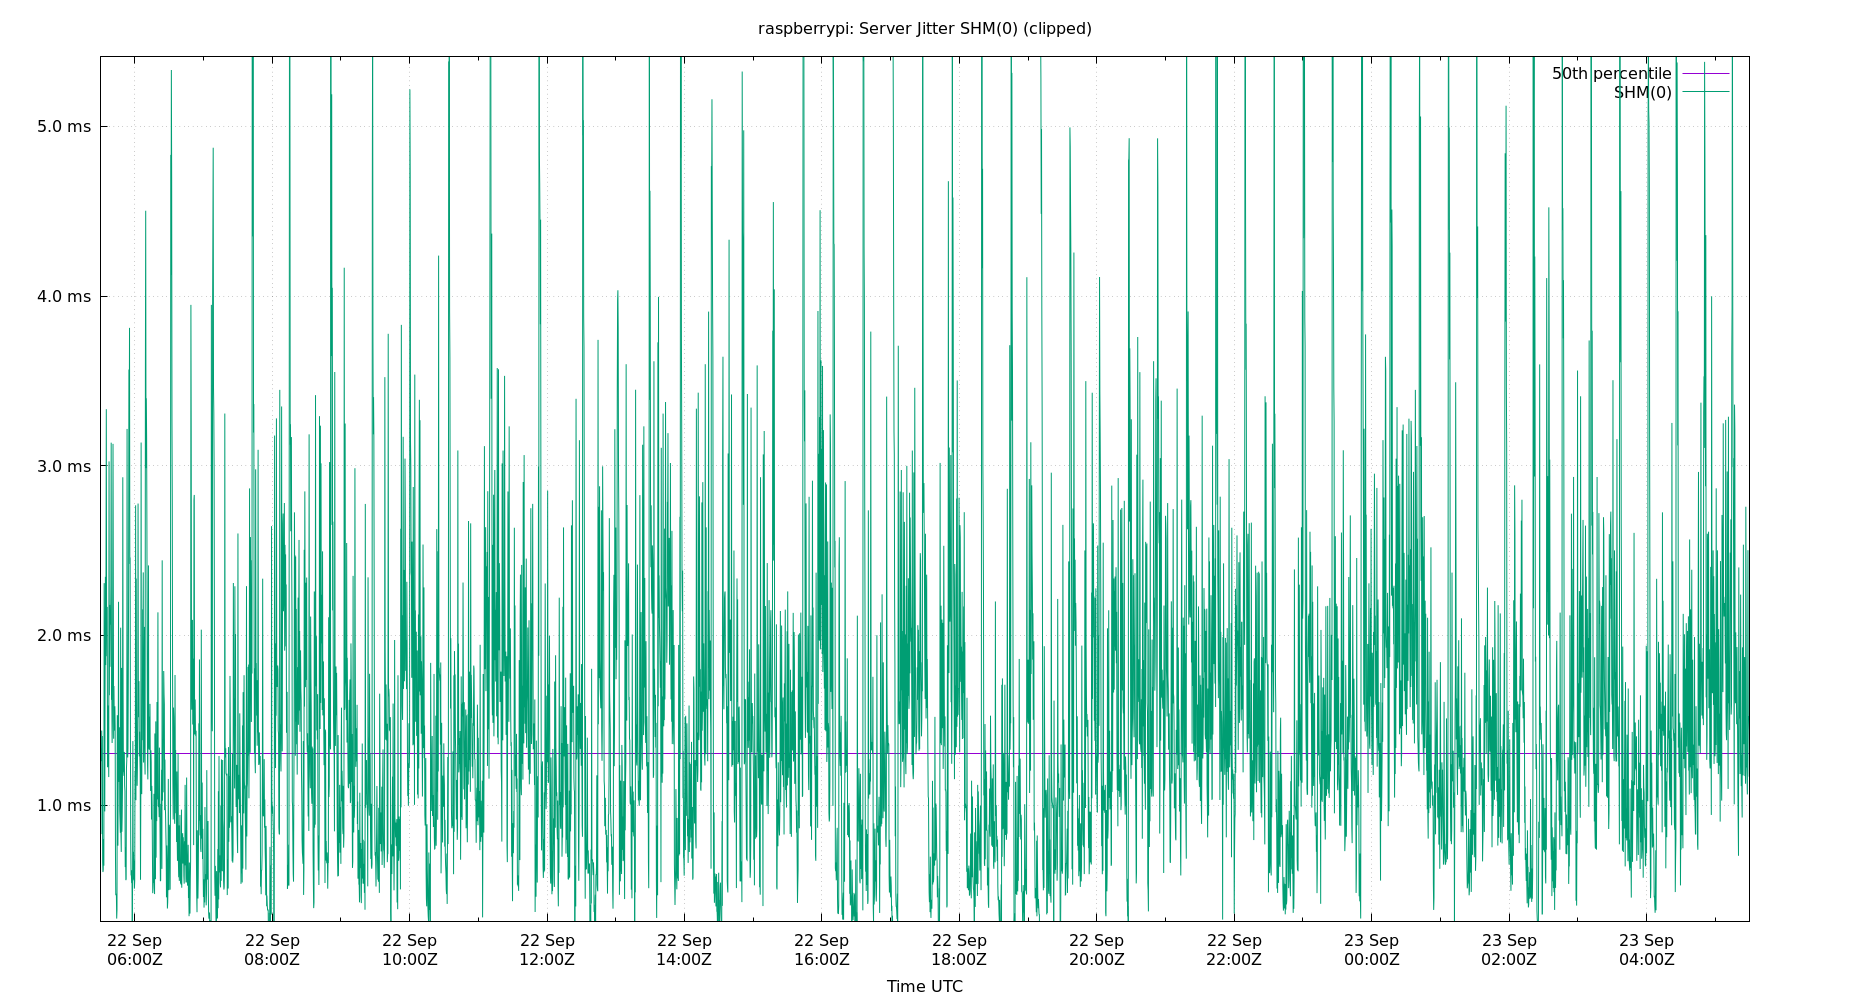 raspberrypi: Server Jitter SHM(0) (clipped)
50th percentile
SHM(0)
5.0 ms
4.0 ms
3.0 ms
2.0 ms
1.0 ms
22 Sep 22 Sep 22 Sep 22 Sep 22 Sep 22 Sep 22 Sep 22 Sep 22 Sep 23 Sep 23 Sep 23 Sep
06:00Z 08:00Z 10:00Z 12:00Z 14:00Z 16:00Z 18:00Z 20:00Z 22:00Z 00:00Z 02:00Z 04:00Z
Time UTC